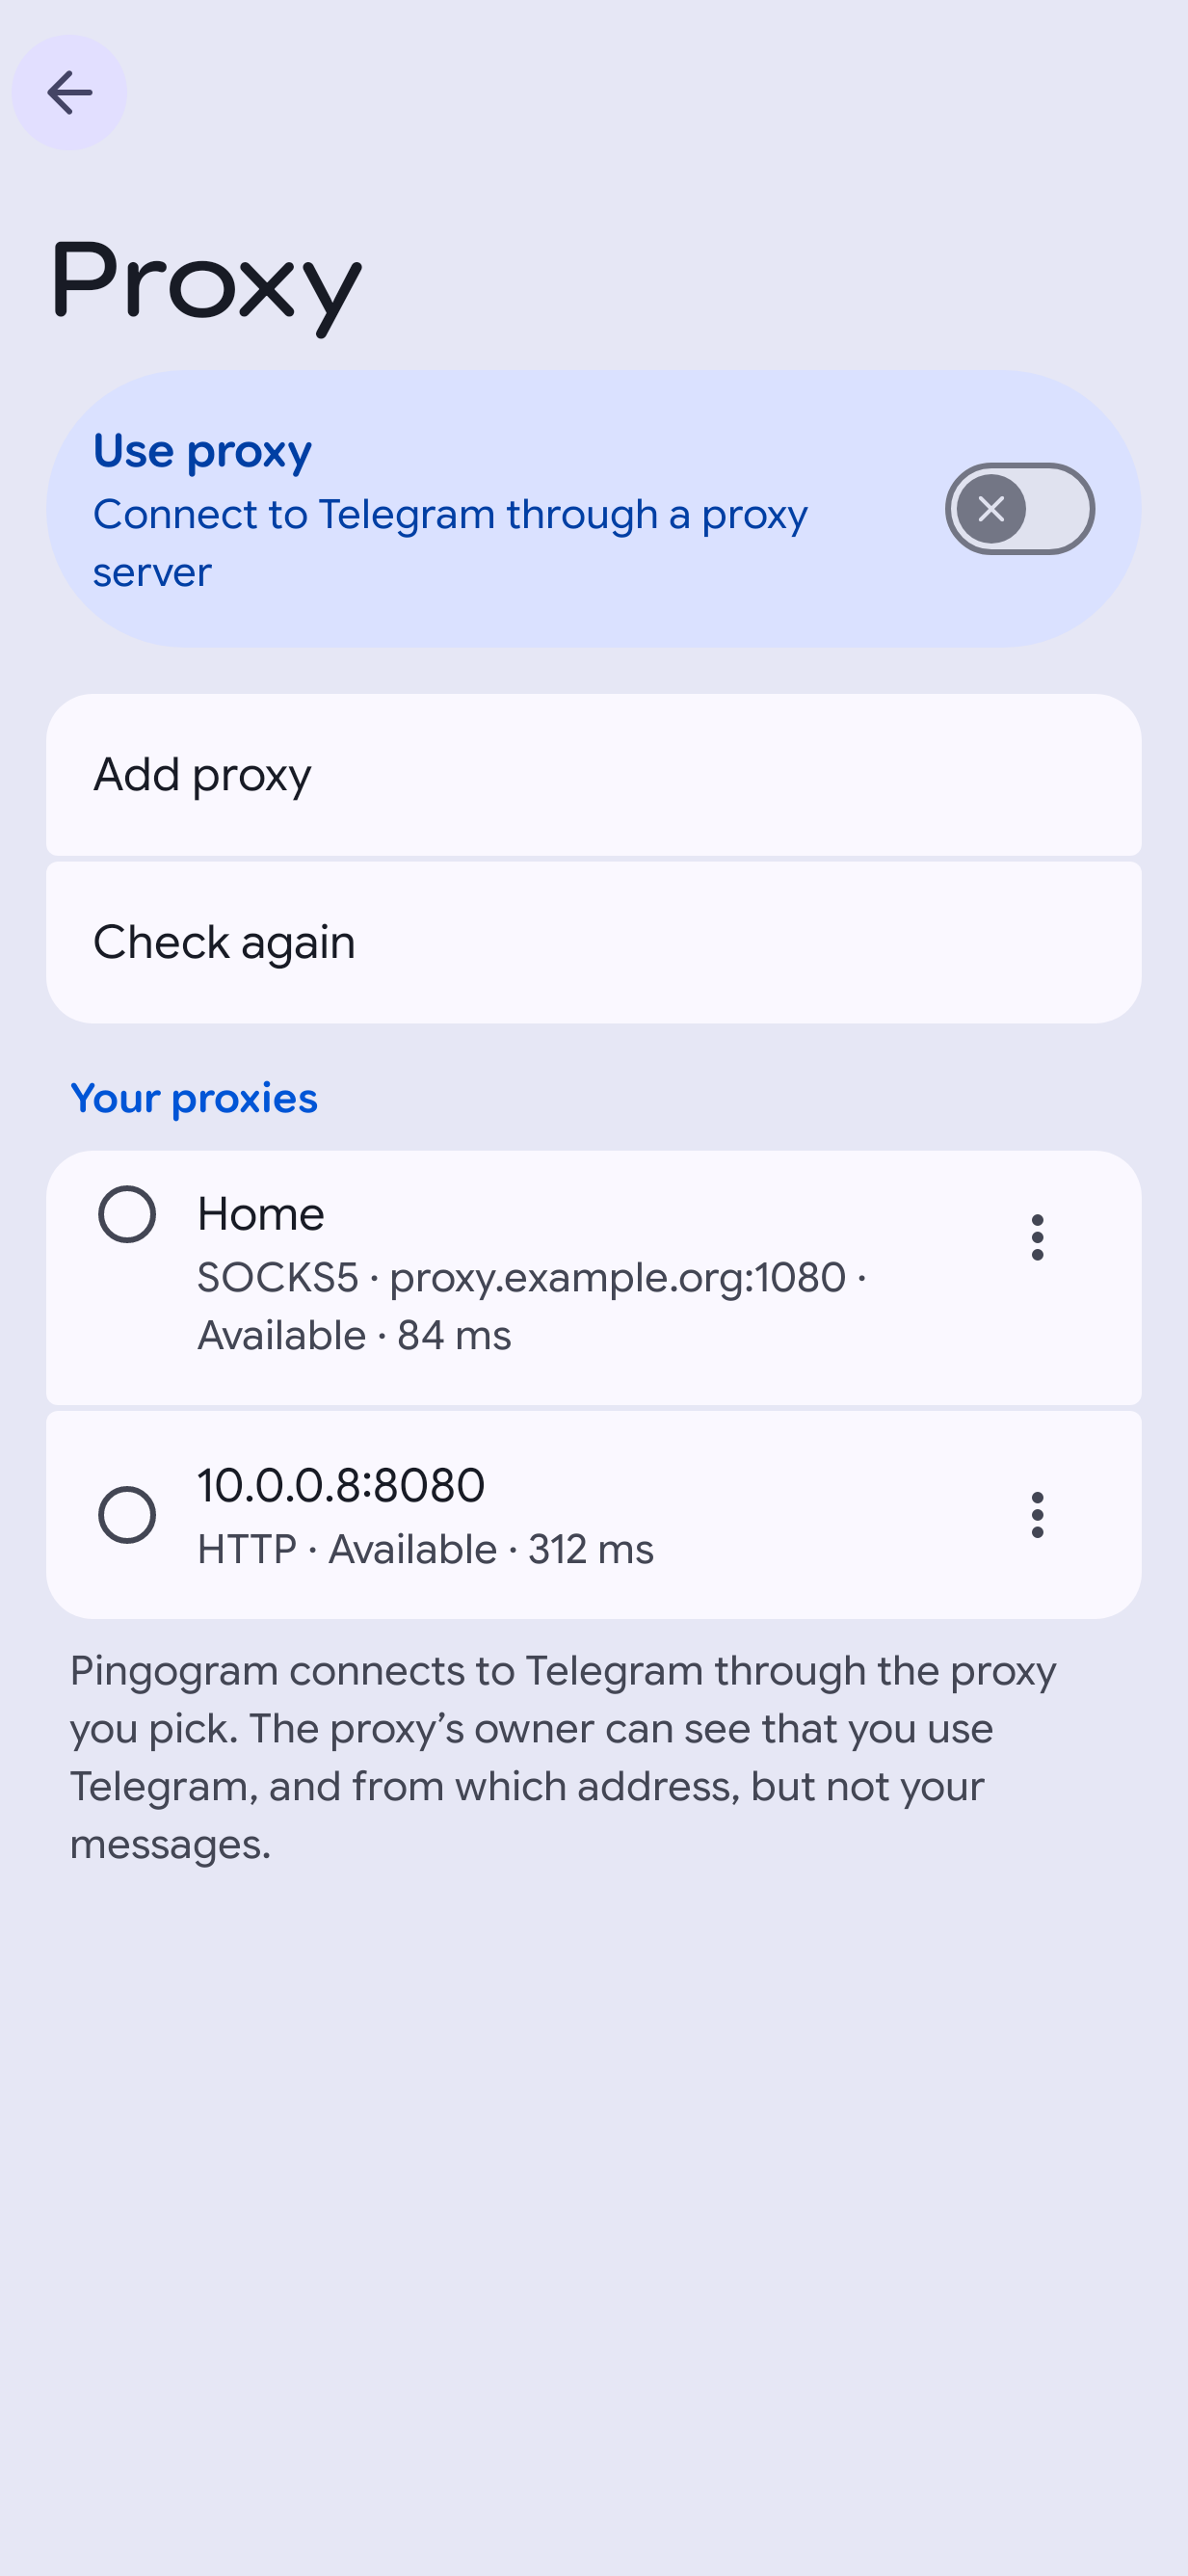 Proxy
Use proxy
Connect to Telegram through a proxy
server
Add proxy
Check again
Your proxies
Home
SOCKS5 · proxy.example.org:1080 ·
Available · 84 ms
10.0.0.8:8080
HTTP · Available · 312 ms
Pingogram connects to Telegram through the proxy
you pick. The proxy’s owner can see that you use
Telegram, and from which address, but not your
messages.